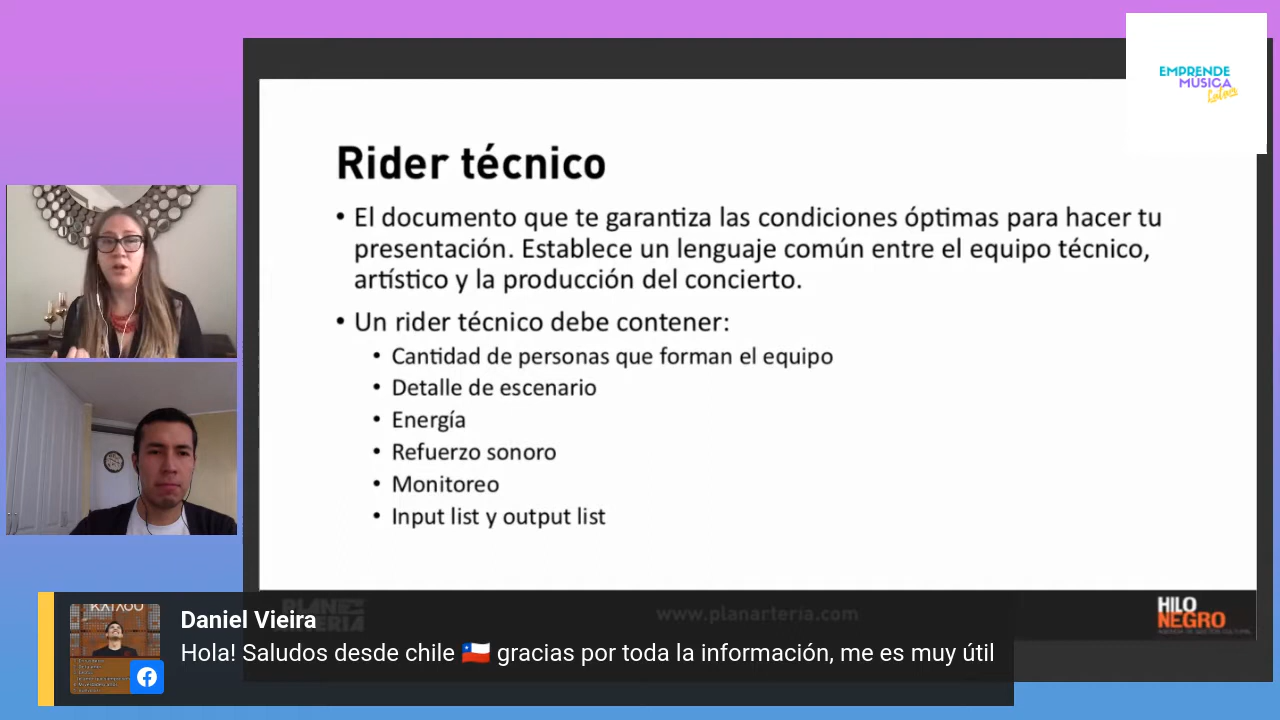 EMPRENDE
MÚSICA
Rider técnico
• El documento que te garantiza las condiciones óptimas para hacer tu
presentación. Establece un lenguaje común entre el equipo técnico,
artístico y la producción del concierto.
• Un rider técnico debe contener:
• Cantidad de personas que forman el equipo
• Detalle de escenario
• Energía
• Refuerzo sonoro
• Monitoreo
• Input list y output list
www.planarteria.com
HILO
NEGRO
Daniel Vieira
Hola! Saludos desde chile 🇨🇱 gracias por toda la información, me es muy útil